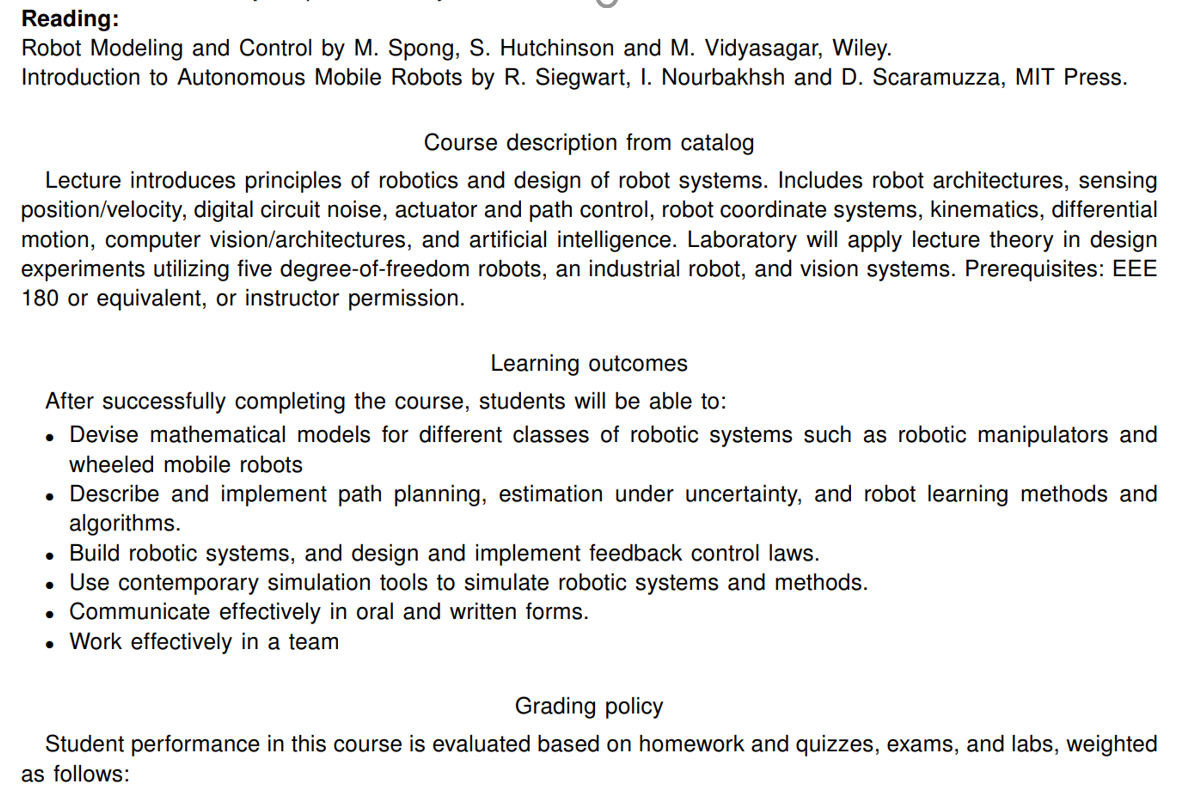 Reading:
Robot Modeling and Control by M. Spong, S. Hutchinson and M. Vidyasagar, Wiley.
Introduction to Autonomous Mobile Robots by R. Siegwart, I. Nourbakhsh and D. Scaramuzza, MIT Press.
Course description from catalog
Lecture introduces principles of robotics and design of robot systems. Includes robot architectures, sensing
position/velocity, digital circuit noise, actuator and path control, robot coordinate systems, kinematics, differential
motion, computer vision/architectures, and artificial intelligence. Laboratory will apply lecture theory in design
experiments utilizing five degree-of-freedom robots, an industrial robot, and vision systems. Prerequisites: EEE
180 or equivalent, or instructor permission.
Learning outcomes
After successfully completing the course, students will be able to:
• Devise mathematical models for different classes of robotic systems such as robotic manipulators and
wheeled mobile robots
• Describe and implement path planning, estimation under uncertainty, and robot learning methods and
algorithms.
• Build robotic systems, and design and implement feedback control laws.
• Use contemporary simulation tools to simulate robotic systems and methods.
• Communicate effectively in oral and written forms.
• Work effectively in a team
Grading policy
Student performance in this course is evaluated based on homework and quizzes, exams, and labs, weighted
as follows: